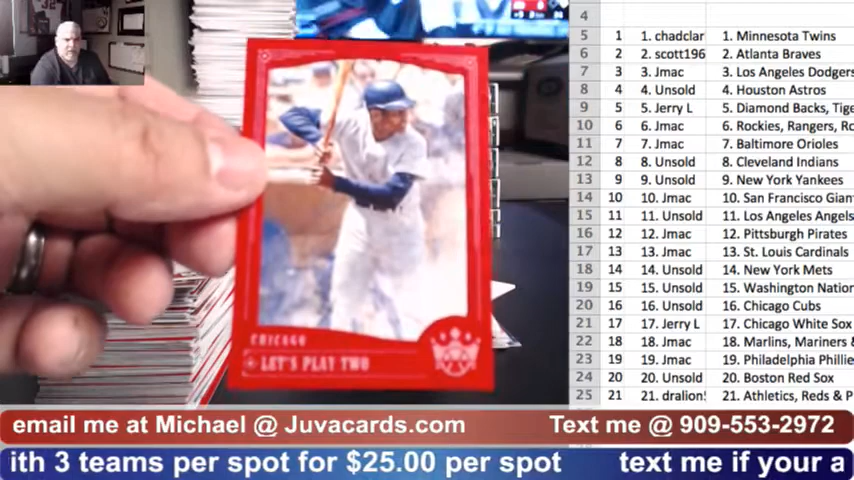 CHICAGO
LET'S PLAY TWO
4
5 1 1. chadclar 1. Minnesota Twins
6 2 2. scott196 2. Atlanta Braves
7 3 3. Jmac 3. Los Angeles Dodgers
8 4 4. Unsold 4. Houston Astros
9 5 5. Jerry L 5. Diamond Backs, Tige
10 6 6. Jmac 6. Rockies, Rangers, Ro
11 7 7. Jmac 7. Baltimore Orioles
12 8 8. Unsold 8. Cleveland Indians
13 9 9. Unsold 9. New York Yankees
14 10 10. Jmac 10. San Francisco Giant
15 11 11. Unsold 11. Los Angeles Angels
16 12 12. Jmac 12. Pittsburgh Pirates
17 13 13. Jmac 13. St. Louis Cardinals
18 14 14. Unsold 14. New York Mets
19 15 15. Unsold 15. Washington Nation
20 16 16. Unsold 16. Chicago Cubs
21 17 17. Jerry L 17. Chicago White Sox
22 18 18. Jmac 18. Marlins, Mariners &
23 19 19. Jmac 19. Philadelphia Phillie
24 20 20. Unsold 20. Boston Red Sox
25 21 21. dralion! 21. Athletics, Reds & P
email me at Michael @ Juvacards.com Text me @ 909-553-2972
ith 3 teams per spot for $25.00 per spot text me if your a